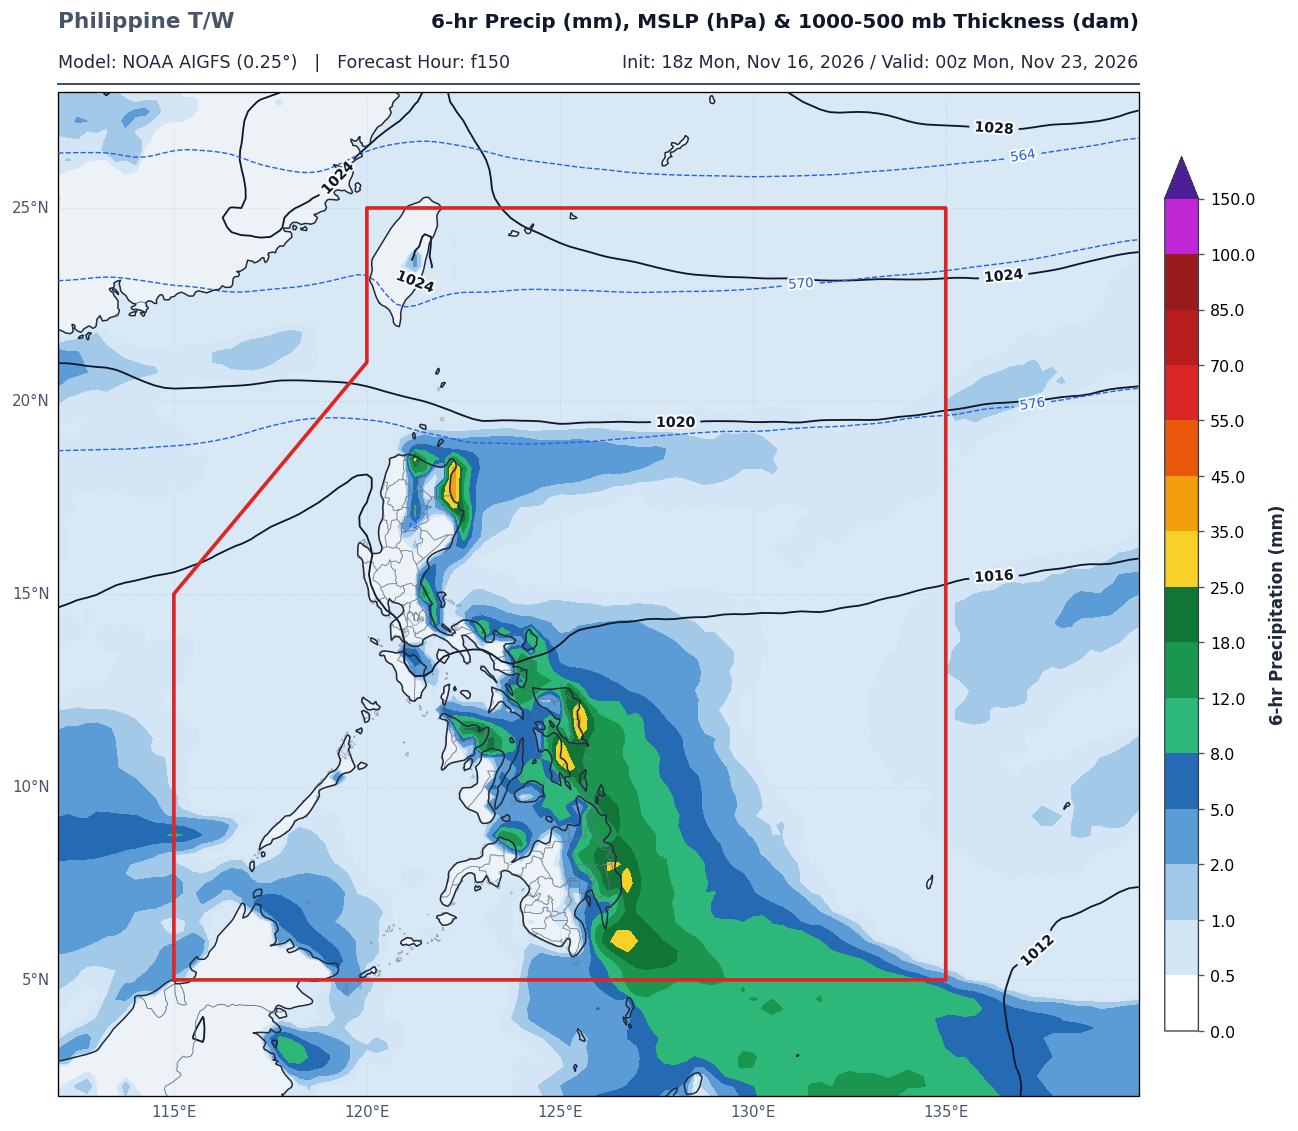 Philippine T/W
6-hr Precip (mm), MSLP (hPa) & 1000-500 mb Thickness (dam)
Model: NOAA AIGFS (0.25°) | Forecast Hour: f150
Init: 18z Mon, Nov 16, 2026 / Valid: 00z Mon, Nov 23, 2026
1028
564
1024
25°N
1024
570
1024
20°N
576
1020
1016
15°N
10°N
1012
5°N
115°E
120°E
125°E
130°E
135°E
150.0
100.0
85.0
70.0
55.0
45.0
35.0
25.0
18.0
12.0
8.0
5.0
2.0
1.0
0.5
0.0
6-hr Precipitation (mm)